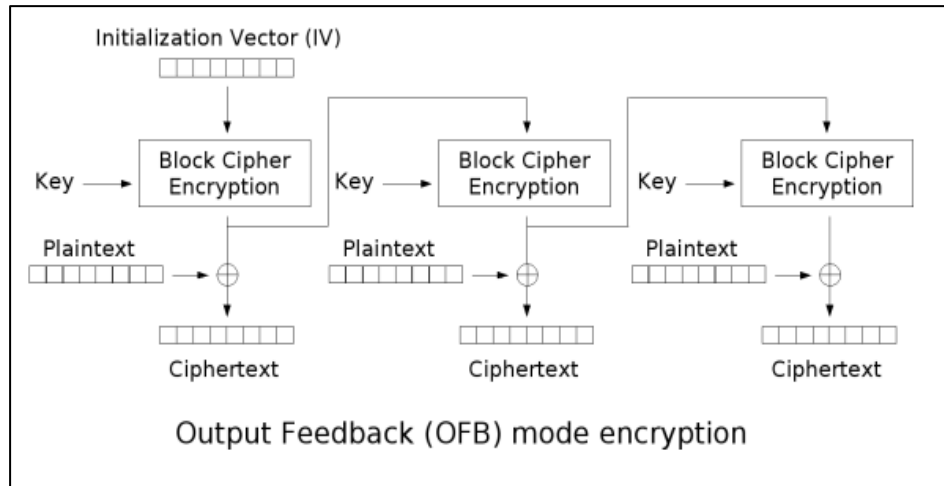 Initialization Vector (IV)
Block Cipher
Encryption
Key
Plaintext
Ciphertext
Block Cipher
Encryption
Key
Plaintext
Ciphertext
Block Cipher
Encryption
Key
Plaintext
Ciphertext
Output Feedback (OFB) mode encryption